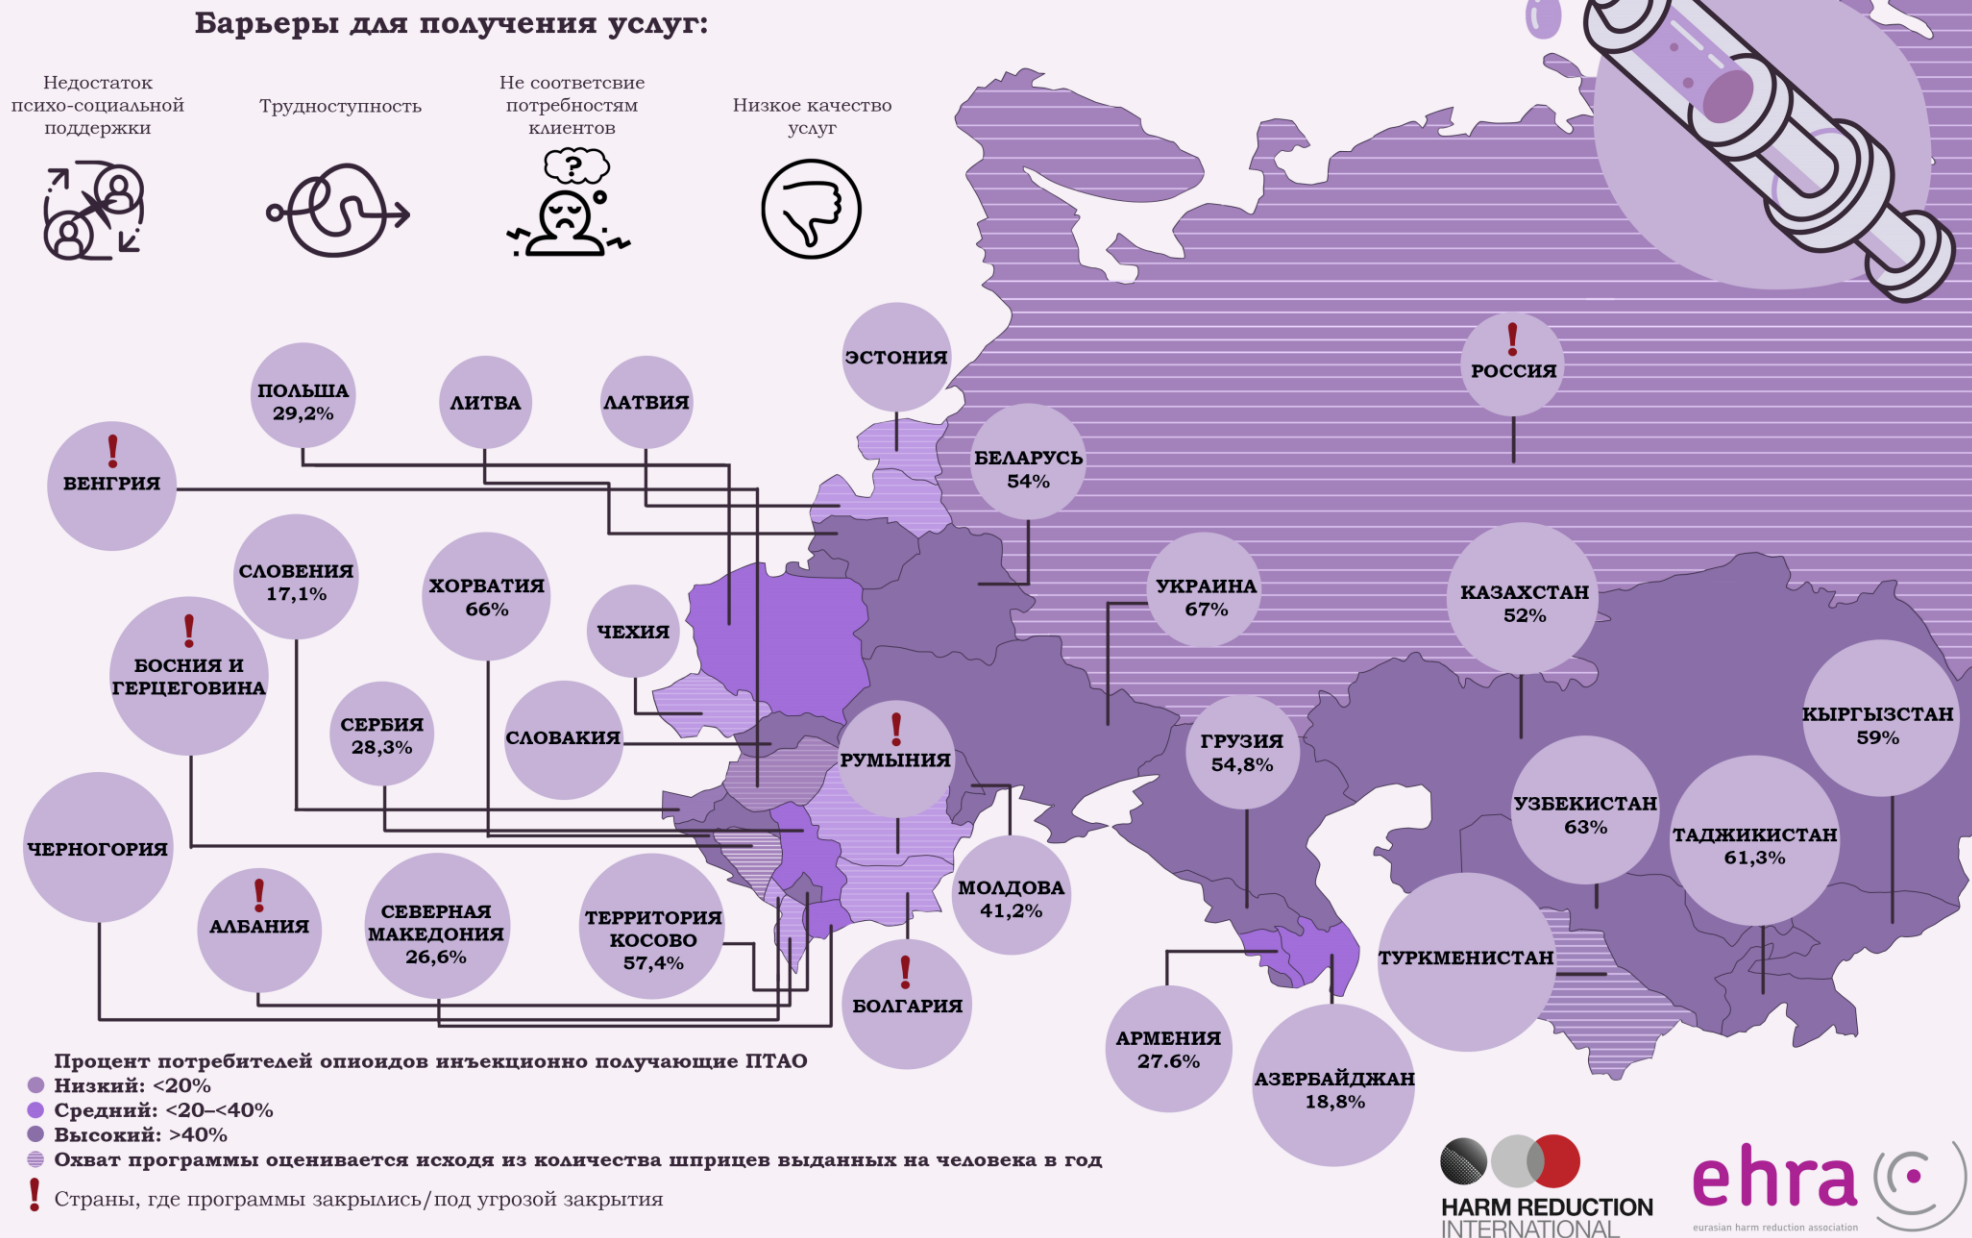 Барьеры для получения услуг:
Недостаток
психо-социальной
поддержки
Трудноступность
Не соответсвие
потребностям
клиентов
Низкое качество
услуг
?
ЭСТОНИЯ
РОССИЯ
ПОЛЬША
29,2%
ЛИТВА
ЛАТВИЯ
БЕЛАРУСЬ
54%
ВЕНГРИЯ
СЛОВЕНИЯ
17,1%
ХОРВАТИЯ
66%
ЧЕХИЯ
УКРАИНА
67%
КАЗАХСТАН
52%
БОСНИЯ И
ГЕРЦЕГОВИНА
СЕРБИЯ
28,3%
СЛОВАКИЯ
РУМЫНИЯ
ГРУЗИЯ
54,8%
КЫРГЫЗСТАН
59%
УЗБЕКИСТАН
63%
ТАДЖИКИСТАН
61,3%
ЧЕРНОГОРИЯ
АЛБАНИЯ
СЕВЕРНАЯ
МАКЕДОНИЯ
26,6%
ТЕРРИТОРИЯ
КОСОВО
57,4%
МОЛДОВА
41,2%
БОЛГАРИЯ
ТУРКМЕНИСТАН
АРМЕНИЯ
27.6%
АЗЕРБАЙДЖАН
18,8%
Процент потребителей опиоидов инъекционно получающие ПТАО
Низкий: <20%
Средний: <20–<40%
Высокий: >40%
Охват программы оценивается исходя из количества шприцев выданных на человека в год
Страны, где программы закрылись/под угрозой закрытия
HARM REDUCTION
INTERNATIONAL
ehra
eurasian harm reduction association